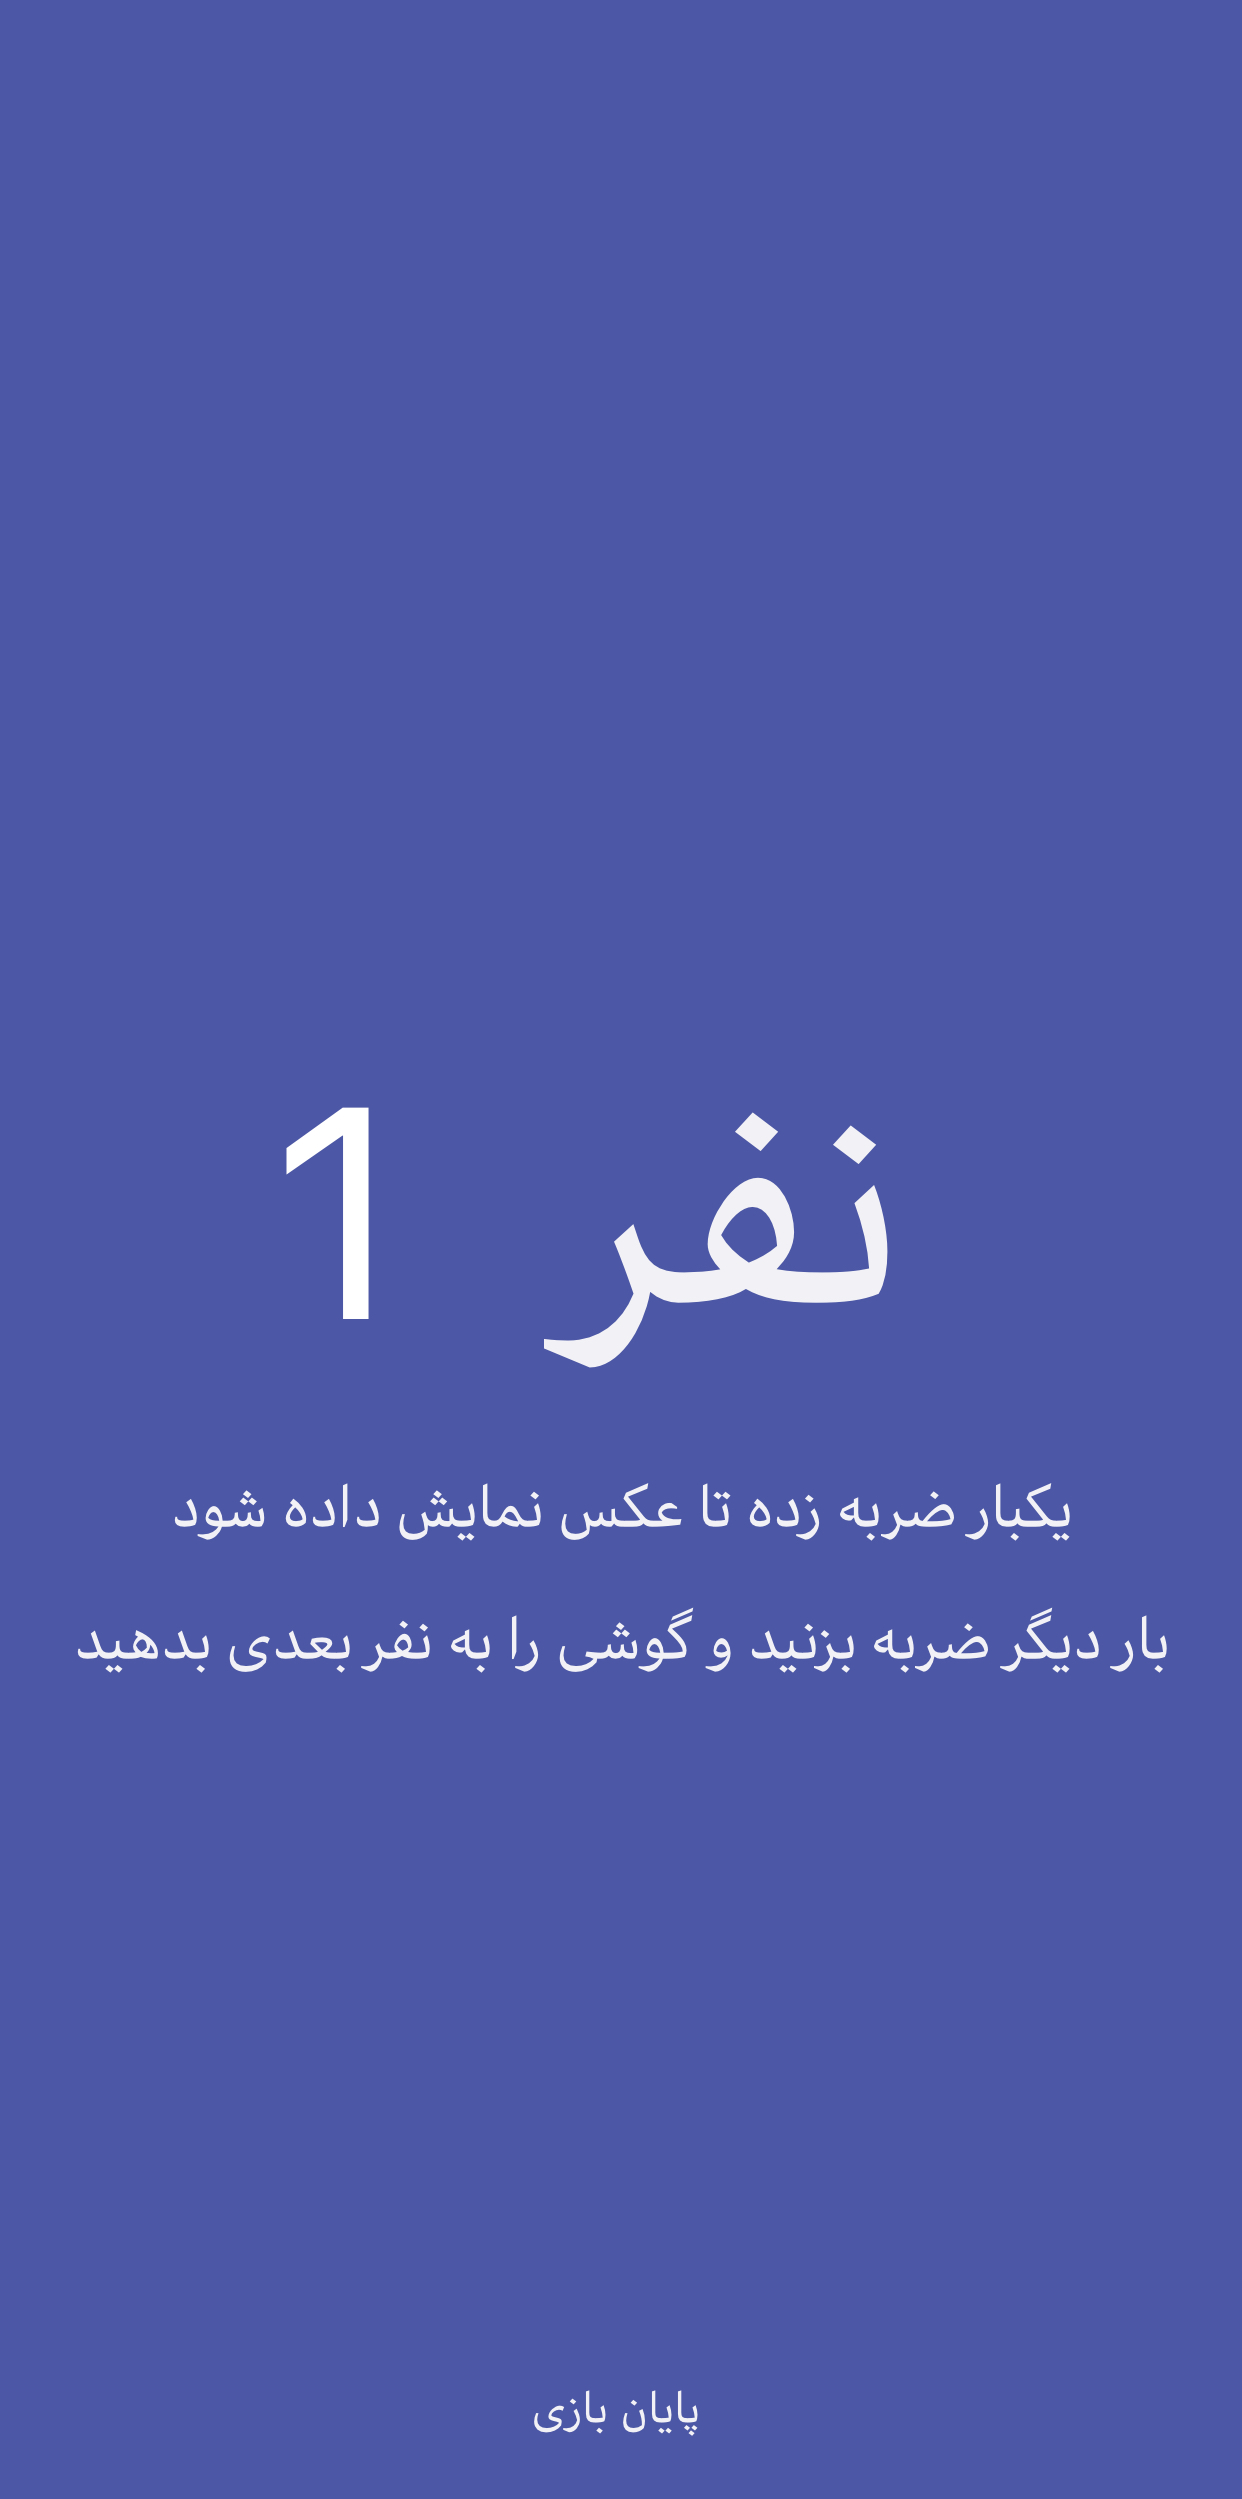 نفر 1
یکبار ضربه زده تا عکس نمایش داده شود
بار دیگر ضربه بزنید و گوشی را به نفر بعدی بدهید
پایان بازی